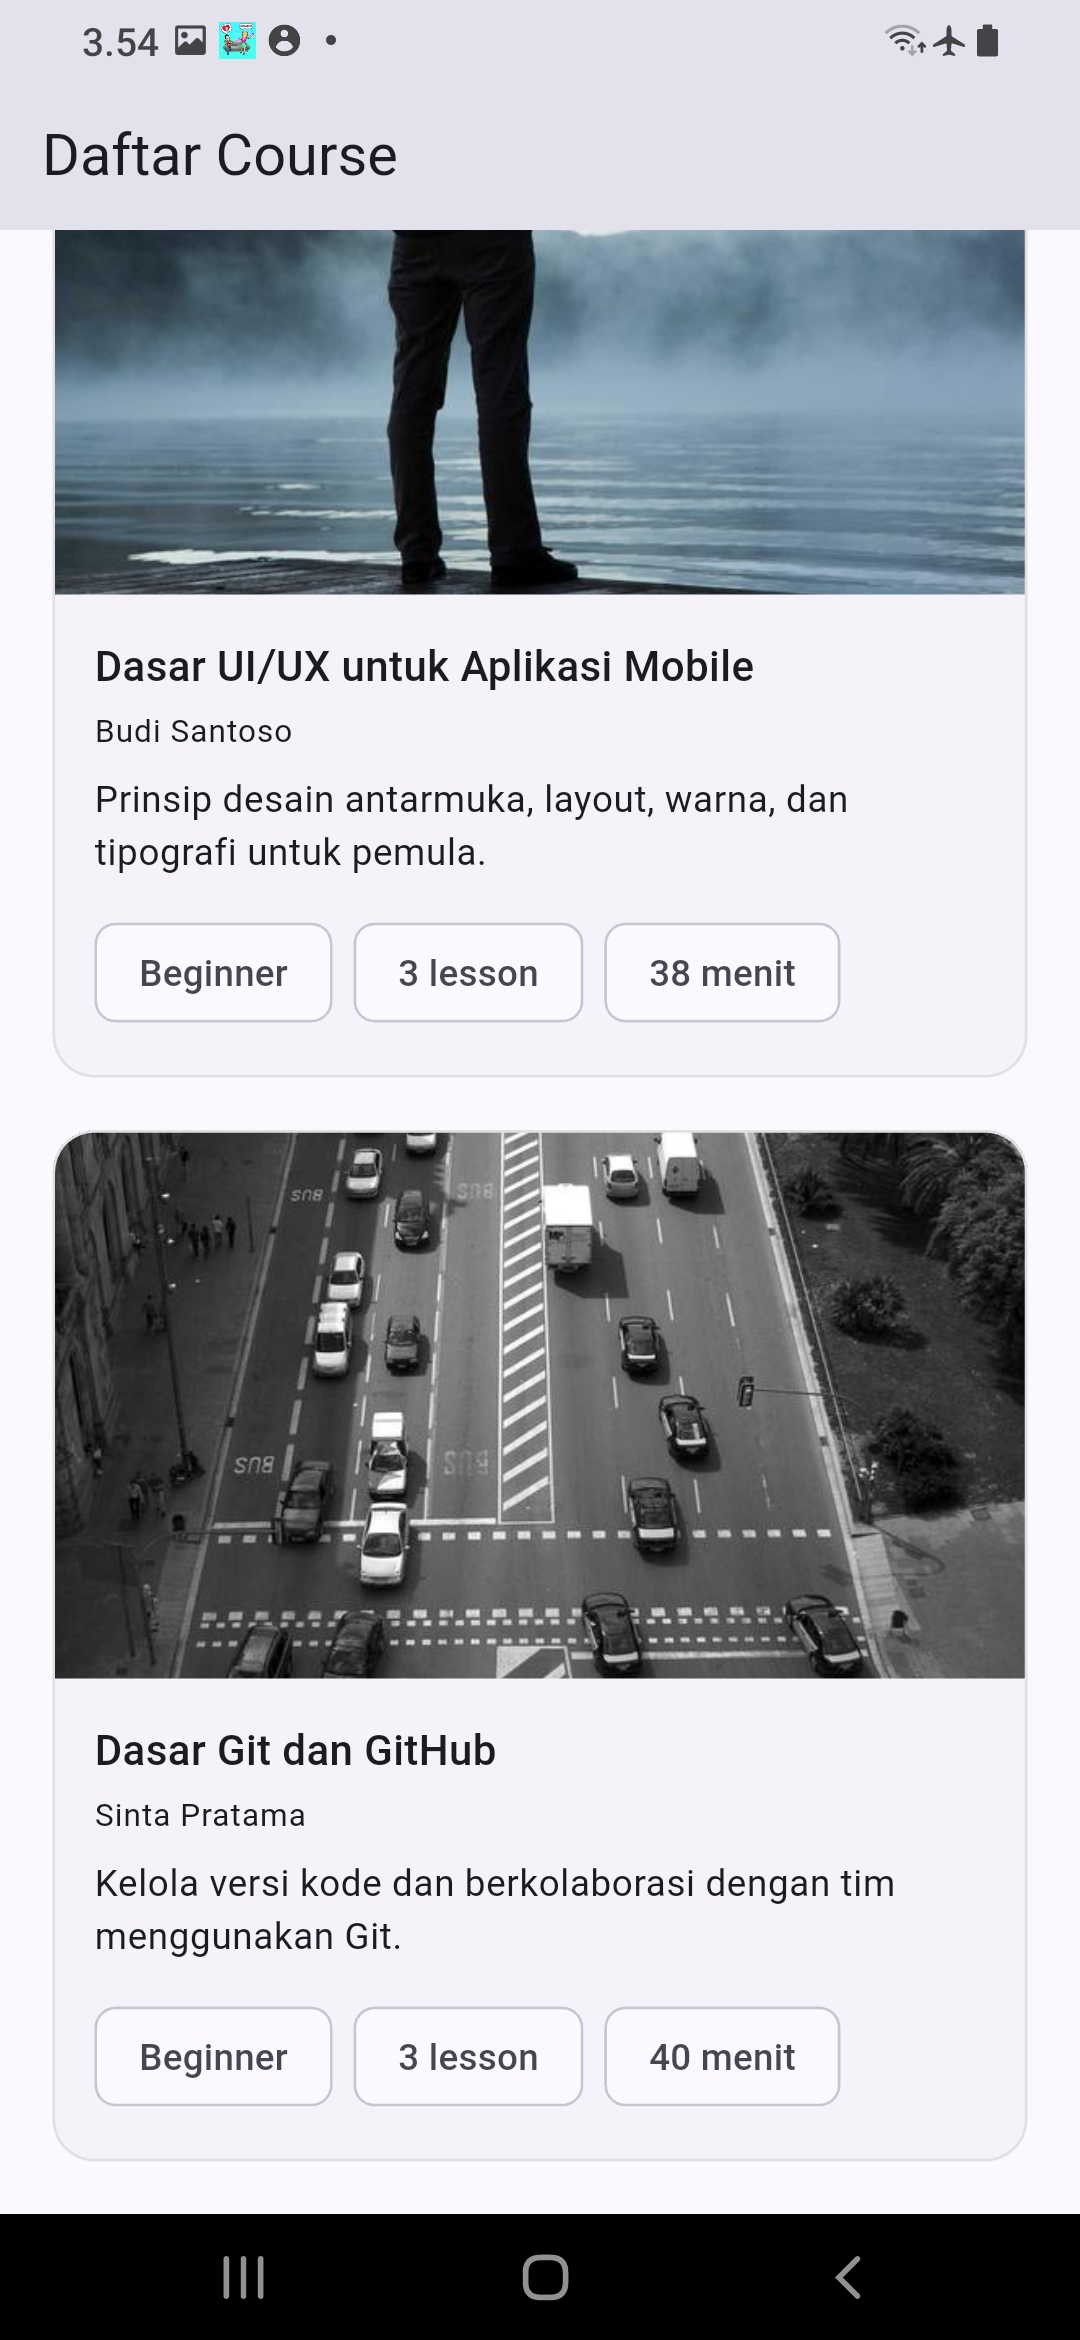 3.54
Daftar Course
Dasar UI/UX untuk Aplikasi Mobile
Budi Santoso
Prinsip desain antarmuka, layout, warna, dan
tipografi untuk pemula.
Beginner
3 lesson
38 menit
BUS
BUS
BUS
BUS
Dasar Git dan GitHub
Sinta Pratama
Kelola versi kode dan berkolaborasi dengan tim
menggunakan Git.
Beginner
3 lesson
40 menit